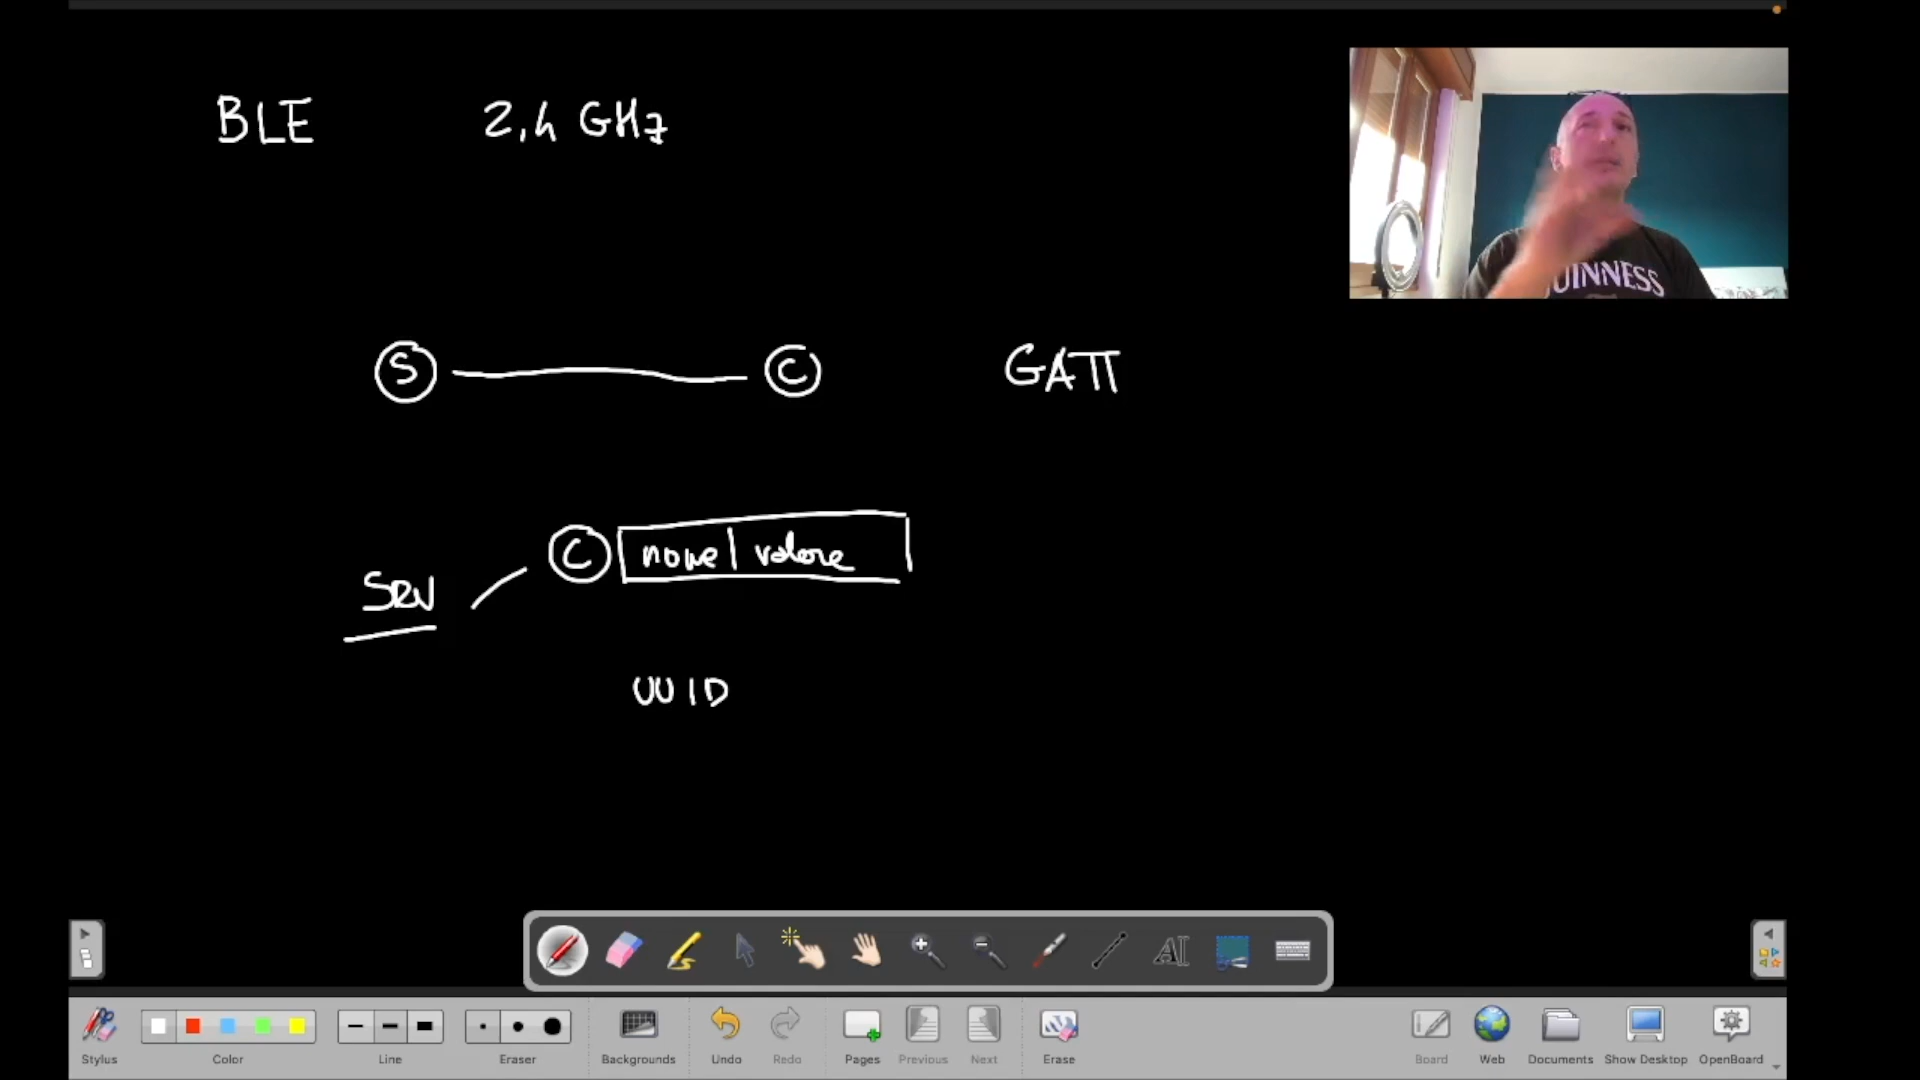 BLE 2,4 GHz
UINNESS
S C GATT
C nome valore
SRV
UUID
Stylus Color Line Eraser Backgrounds Undo Redo Pages Previous Next Erase Board Web Documents Show Desktop OpenBoard